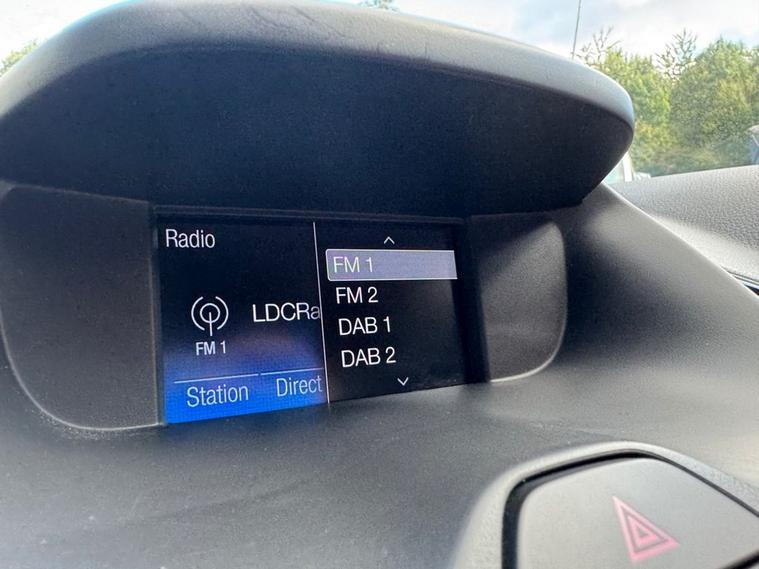 Radio
LDCRa
FM 1
Station Direct
FM 1
FM 2
DAB 1
DAB 2